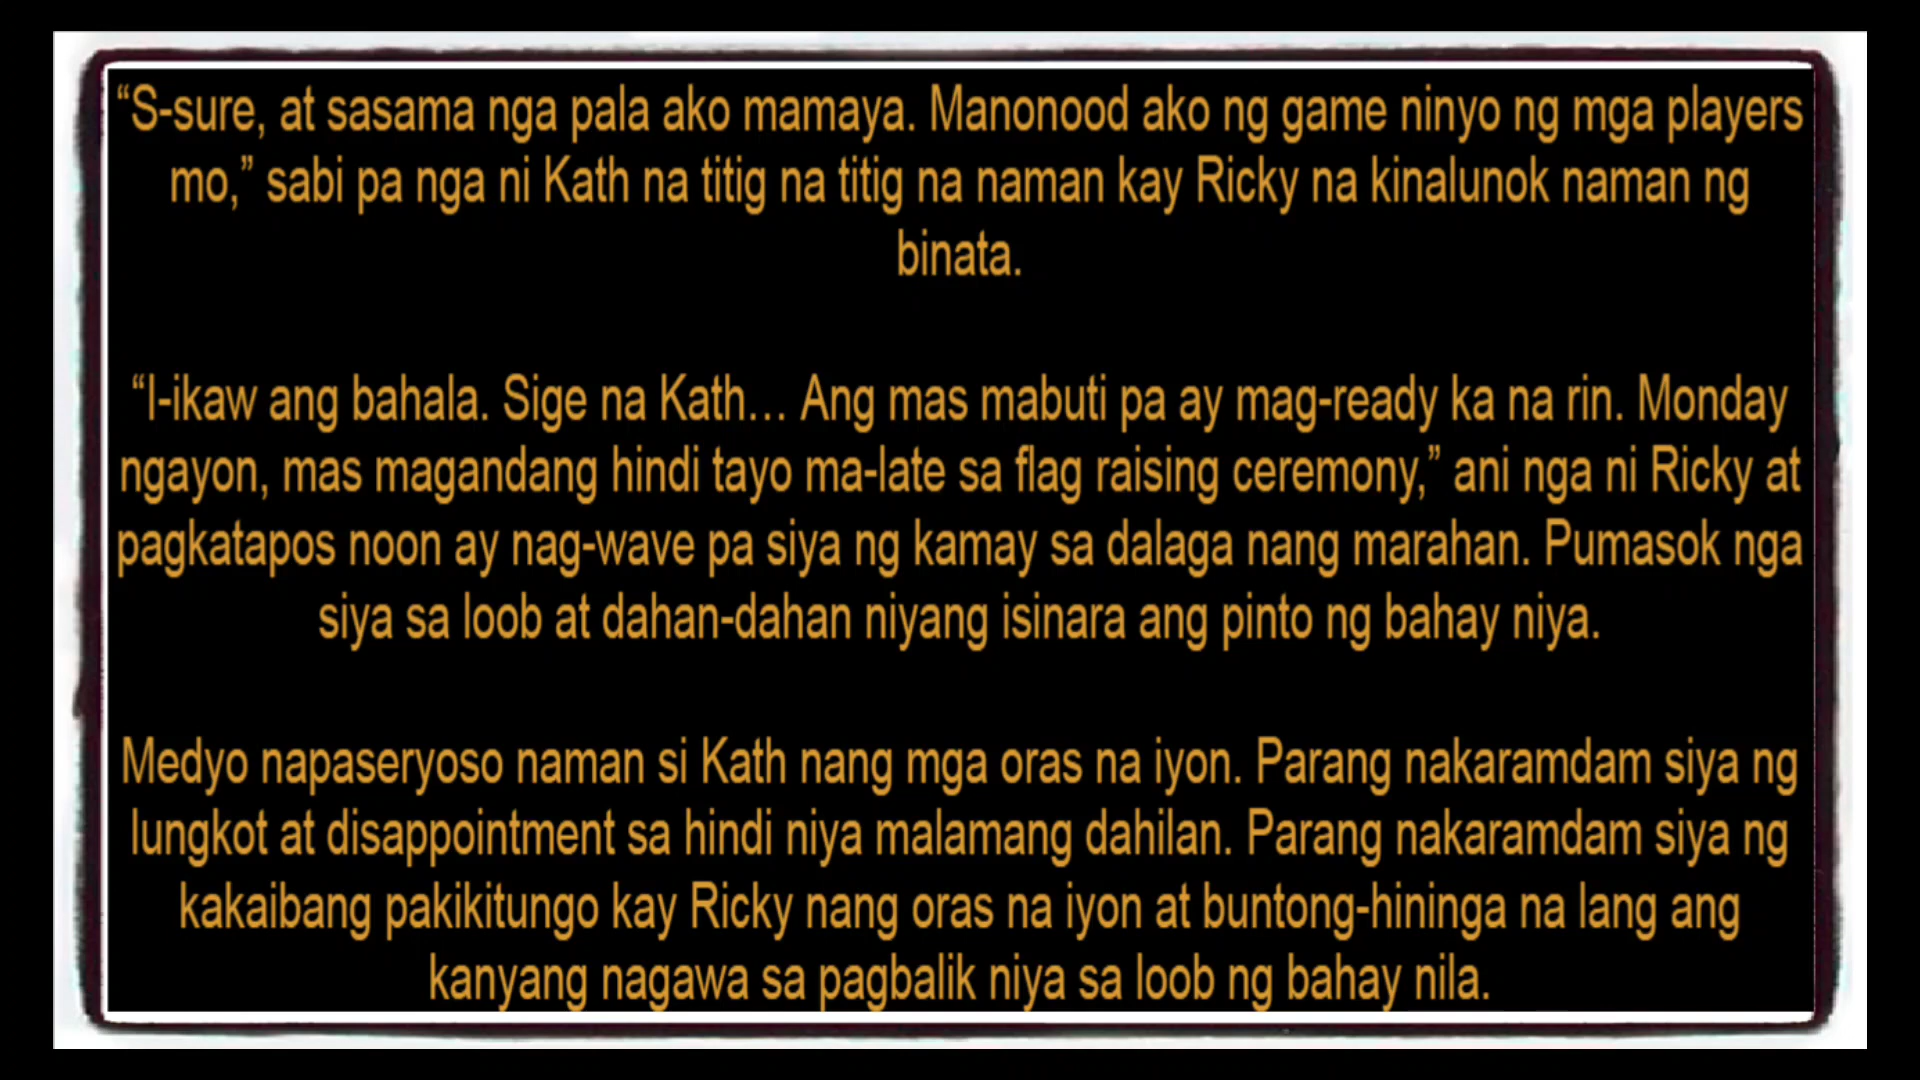 “S-sure, at sasama nga pala ako mamaya. Manonood ako ng game ninyo ng mga players
mo,” sabi pa nga ni Kath na titig na titig na naman kay Ricky na kinalunok naman ng
binata.
“I-ikaw ang bahala. Sige na Kath… Ang mas mabuti pa ay mag-ready ka na rin. Monday
ngayon, mas magandang hindi tayo ma-late sa flag raising ceremony,” ani nga ni Ricky at
pagkatapos noon ay nag-wave pa siya ng kamay sa dalaga nang marahan. Pumasok nga
siya sa loob at dahan-dahan niyang isinara ang pinto ng bahay niya.
Medyo napaseryoso naman si Kath nang mga oras na iyon. Parang nakaramdam siya ng
lungkot at disappointment sa hindi niya malamang dahilan. Parang nakaramdam siya ng
kakaibang pakikitungo kay Ricky nang oras na iyon at buntong-hininga na lang ang
kanyang nagawa sa pagbalik niya sa loob ng bahay nila.